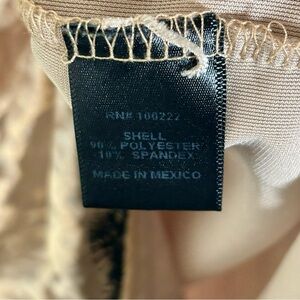 RN# 106222
SHELL
90% POLYESTER
10% SPANDEX
MADE IN MEXICO